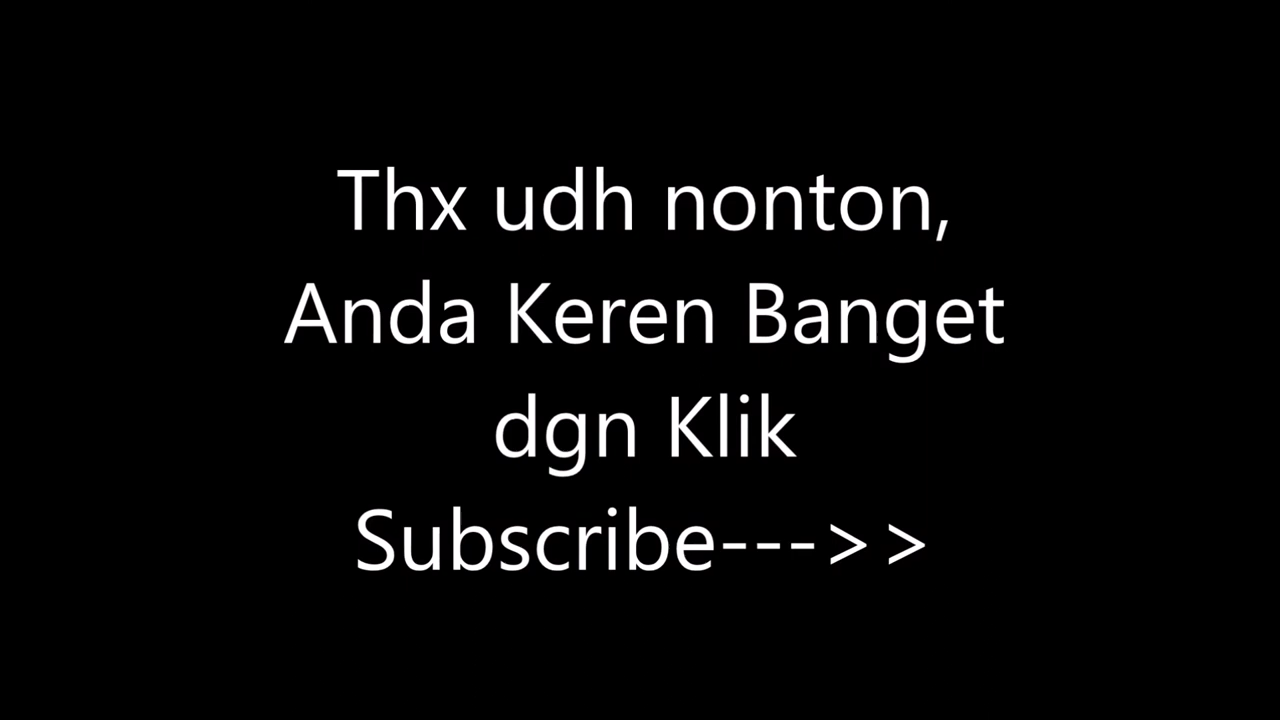 Thx udh nonton,
Anda Keren Banget
dgn Klik
Subscribe--->>